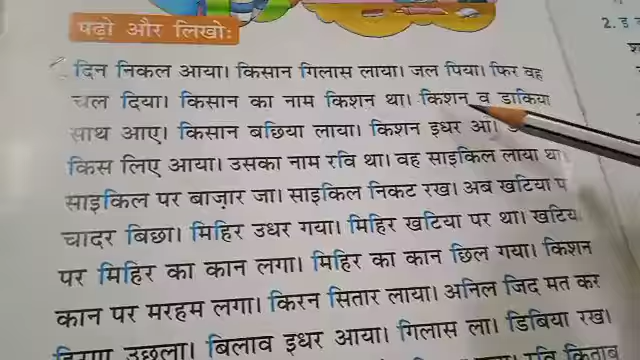 पढ़ो और लिखो:
दिन निकल आया। किसान गिलास लाया। जल पिया। फिर वह
चल दिया। किसान का नाम किशन था। किशन व डाकिया
साथ आए। किसान बछिया लाया। किशन इधर आ।
किस लिए आया। उसका नाम रवि था। वह साइकिल लाया था।
साइकिल पर बाज़ार जा। साइकिल निकट रख। अब खटिया
चादर बिछा। मिहिर उधर गया। मिहिर खटिया पर था।
पर मिहिर का कान लगा। मिहिर का कान छिल गया। किशन
कान पर मरहम लगा। किरन सितार लाया। अनिल जिद मत कर
उछला। बिलाव इधर आया। गिलास ला। डिबिया रख।
2. इ